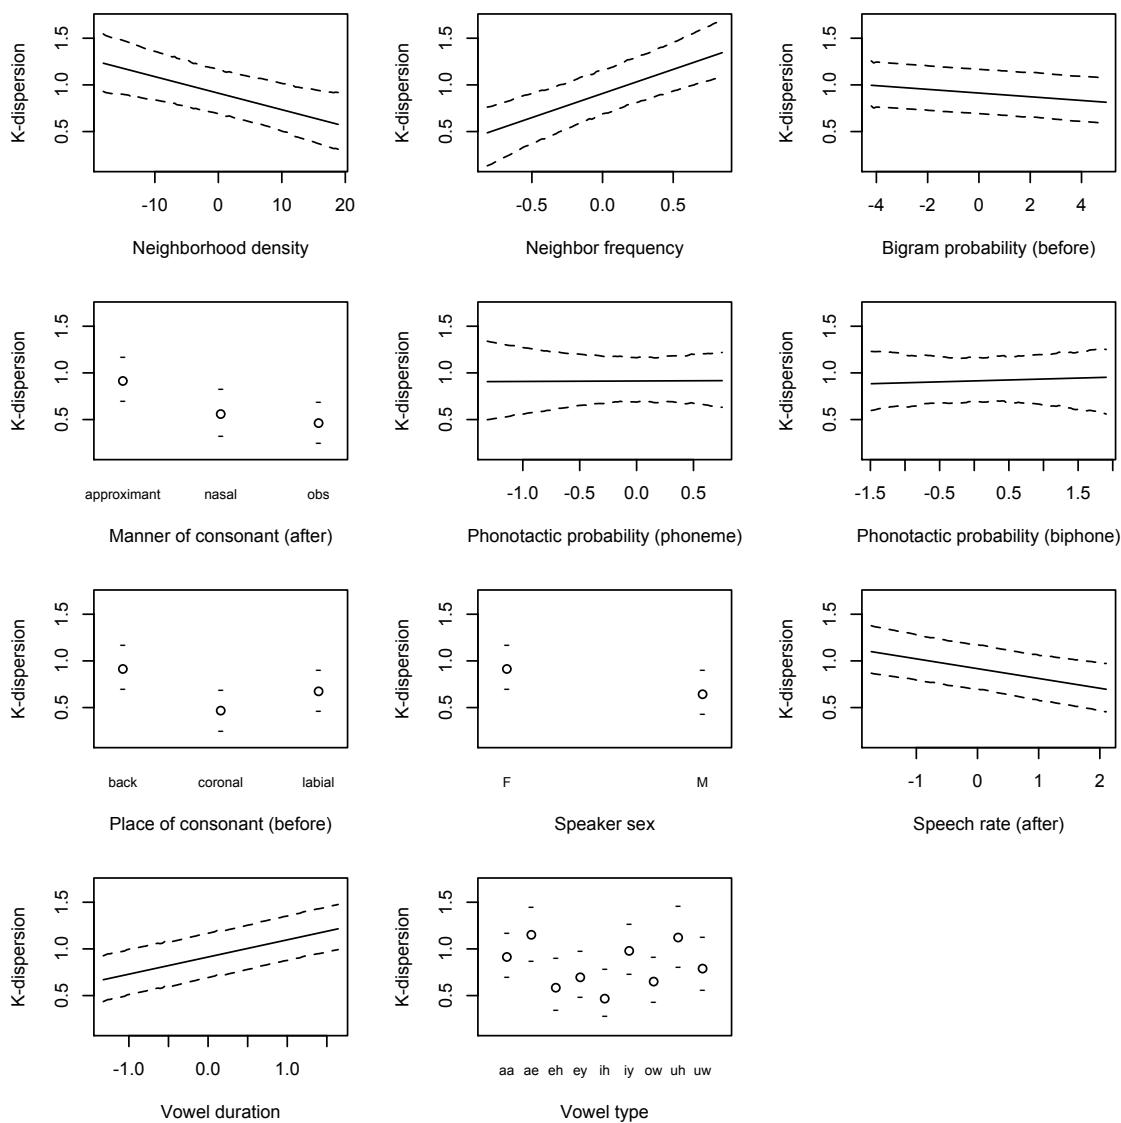 K-dispersion
0.5 1.0 1.5
-10 0 10 20
Neighborhood density
K-dispersion
0.5 1.0 1.5
-0.5 0.0 0.5
Neighbor frequency
K-dispersion
0.5 1.0 1.5
-4 -2 0 2 4
Bigram probability (before)
K-dispersion
0.5 1.0 1.5
approximant nasal obs
Manner of consonant (after)
K-dispersion
0.5 1.0 1.5
-1.0 -0.5 0.0 0.5
Phonotactic probability (phoneme)
K-dispersion
0.5 1.0 1.5
-1.5 -0.5 0.5 1.5
Phonotactic probability (biphone)
K-dispersion
0.5 1.0 1.5
back coronal labial
Place of consonant (before)
K-dispersion
0.5 1.0 1.5
F M
Speaker sex
K-dispersion
0.5 1.0 1.5
-1 0 1 2
Speech rate (after)
K-dispersion
0.5 1.0 1.5
-1.0 0.0 1.0
Vowel duration
K-dispersion
0.5 1.0 1.5
aa ae eh ey ih iy ow uh uw
Vowel type